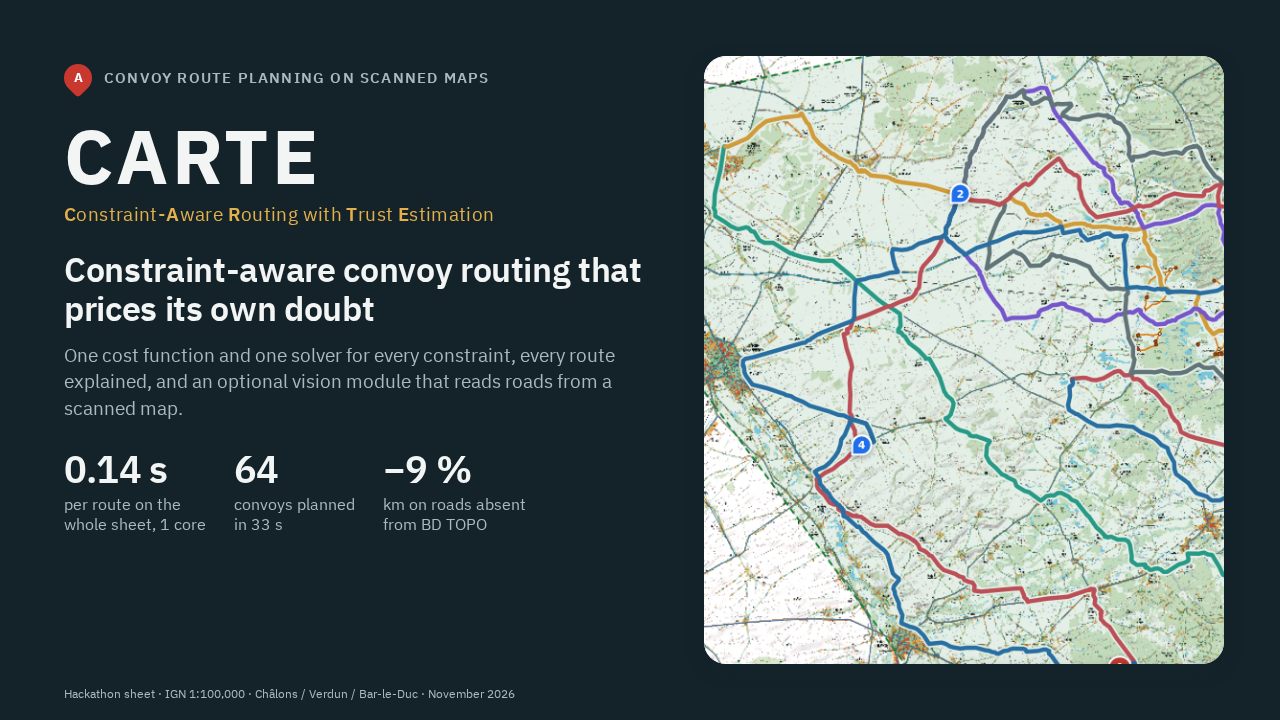 A CONVOY ROUTE PLANNING ON SCANNED MAPS
CARTE
Constraint-Aware Routing with Trust Estimation
Constraint-aware convoy routing that
prices its own doubt
One cost function and one solver for every constraint, every route
explained, and an optional vision module that reads roads from a
scanned map.
0.14 s
per route on the
whole sheet, 1 core
64
convoys planned
in 33 s
−9 %
km on roads absent
from BD TOPO
2
4
Hackathon sheet · IGN 1:100,000 · Châlons / Verdun / Bar-le-Duc · November 2026